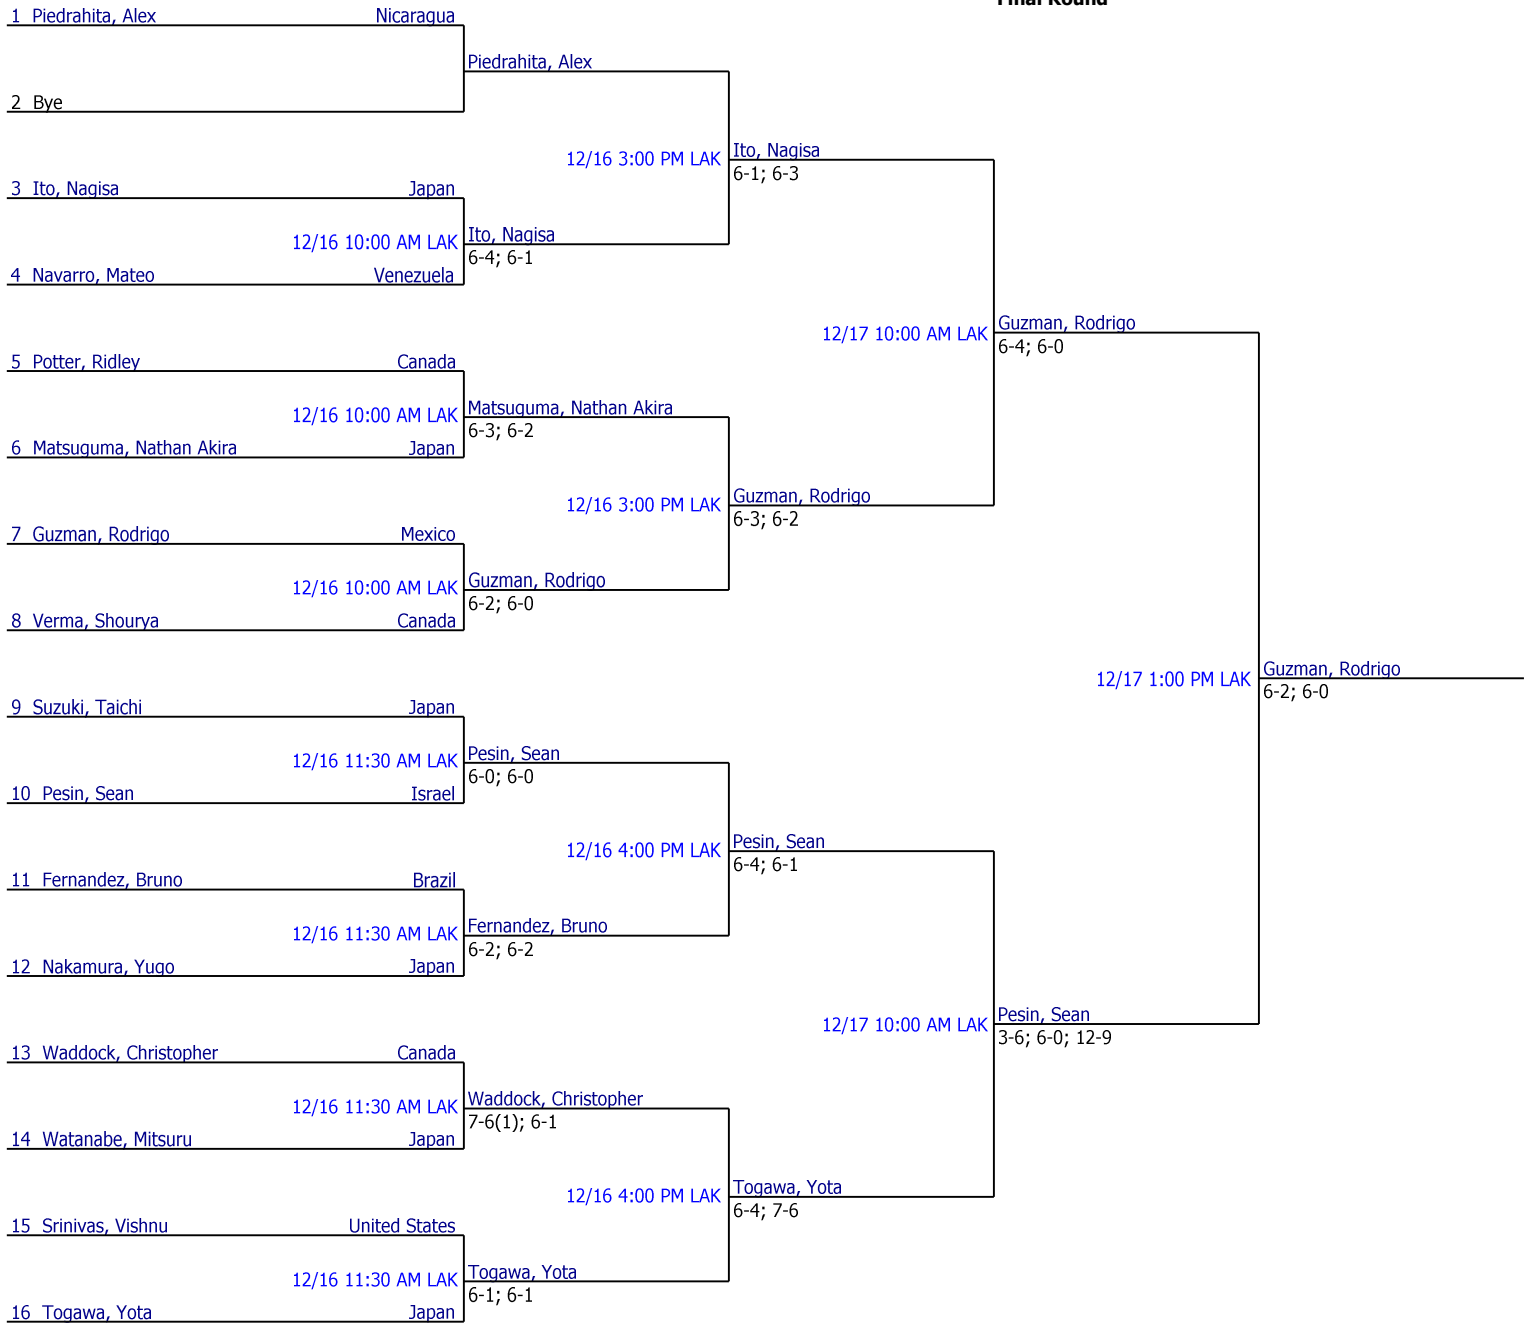 Final Round
1 Piedrahita, Alex Nicaragua
Piedrahita, Alex
2 Bye
12/16 3:00 PM LAK Ito, Nagisa
6-1; 6-3
3 Ito, Nagisa Japan
12/16 10:00 AM LAK Ito, Nagisa
6-4; 6-1
4 Navarro, Mateo Venezuela
12/17 10:00 AM LAK Guzman, Rodrigo
6-4; 6-0
5 Potter, Ridley Canada
12/16 10:00 AM LAK Matsuguma, Nathan Akira
6-3; 6-2
6 Matsuguma, Nathan Akira Japan
12/16 3:00 PM LAK Guzman, Rodrigo
6-3; 6-2
7 Guzman, Rodrigo Mexico
12/16 10:00 AM LAK Guzman, Rodrigo
6-2; 6-0
8 Verma, Shourya Canada
12/17 1:00 PM LAK Guzman, Rodrigo
6-2; 6-0
9 Suzuki, Taichi Japan
12/16 11:30 AM LAK Pesin, Sean
6-0; 6-0
10 Pesin, Sean Israel
12/16 4:00 PM LAK Pesin, Sean
6-4; 6-1
11 Fernandez, Bruno Brazil
12/16 11:30 AM LAK Fernandez, Bruno
6-2; 6-2
12 Nakamura, Yugo Japan
12/17 10:00 AM LAK Pesin, Sean
3-6; 6-0; 12-9
13 Waddock, Christopher Canada
12/16 11:30 AM LAK Waddock, Christopher
7-6(1); 6-1
14 Watanabe, Mitsuru Japan
12/16 4:00 PM LAK Togawa, Yota
6-4; 7-6
15 Srinivas, Vishnu United States
12/16 11:30 AM LAK Togawa, Yota
6-1; 6-1
16 Togawa, Yota Japan